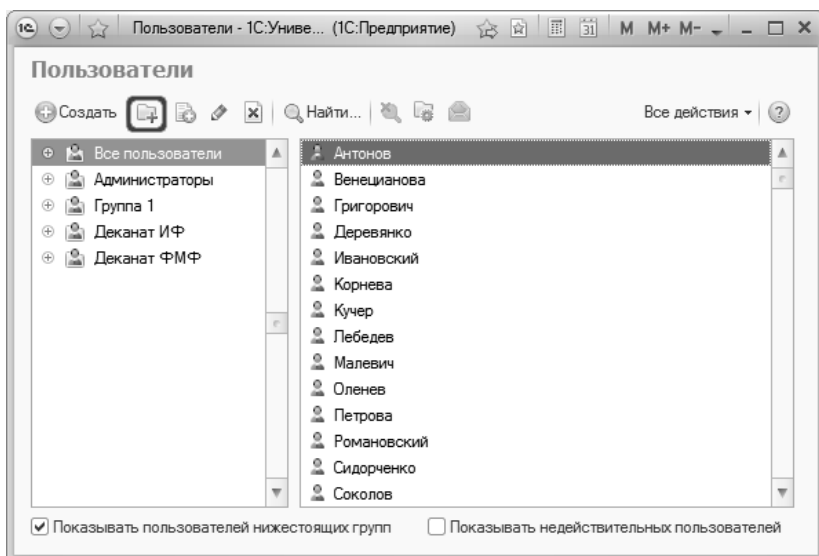 1С Пользователи - 1С:Униве... (1С:Предприятие) 31 M M+ M-
Пользователи
Создать Найти... Все действия ?
Все пользователи
Администраторы
Группа 1
Деканат ИФ
Деканат ФМФ
Антонов
Венецианова
Григорович
Деревянко
Ивановский
Корнева
Кучер
Лебедев
Малевич
Оленев
Петрова
Романовский
Сидорченко
Соколов
Показывать пользователей нижестоящих групп Показывать недействительных пользователей